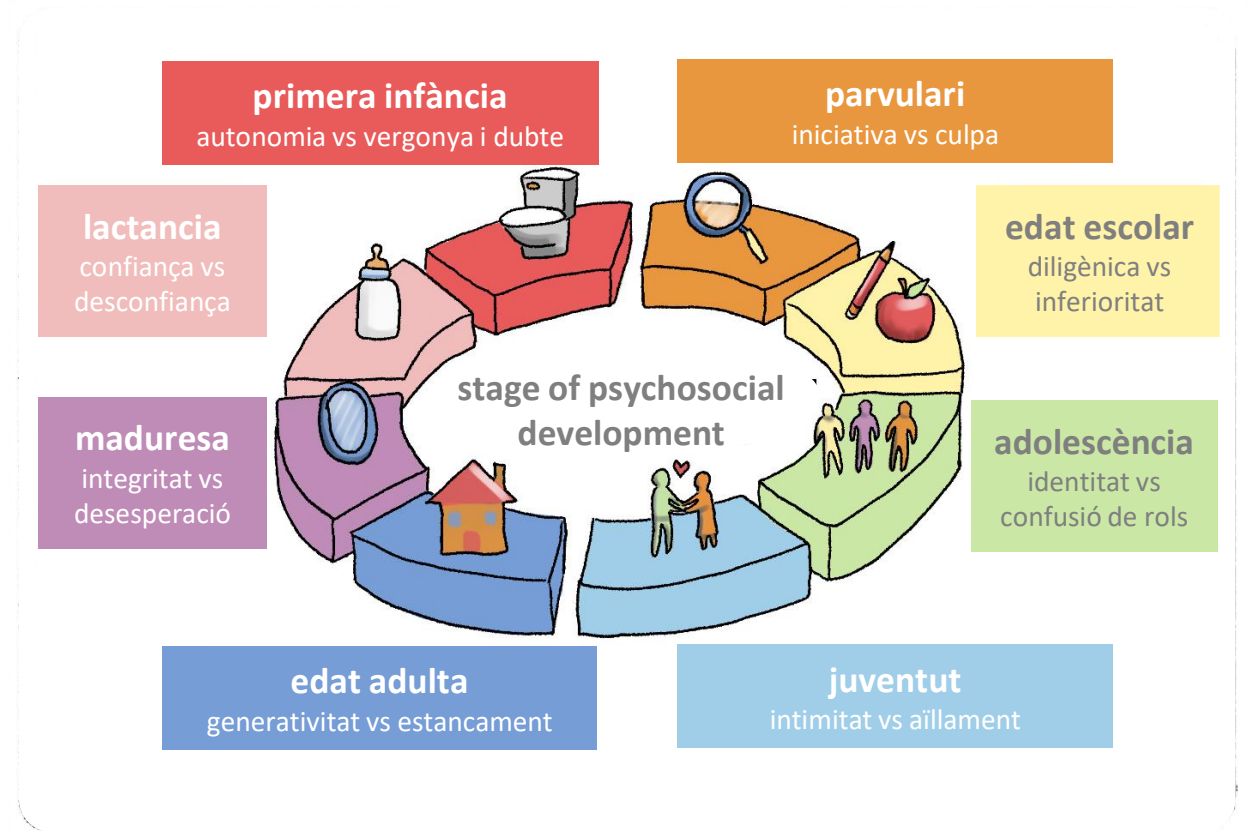 primera infància
autonomia vs vergonya i dubte
parvulari
iniciativa vs culpa
lactancia
confiança vs
desconfiança
edat escolar
diligènica vs
inferioritat
stage of psychosocial
development
maduresa
integritat vs
desesperació
adolescència
identitat vs
confusió de rols
edat adulta
generativitat vs estancament
juventut
intimitat vs aïllament